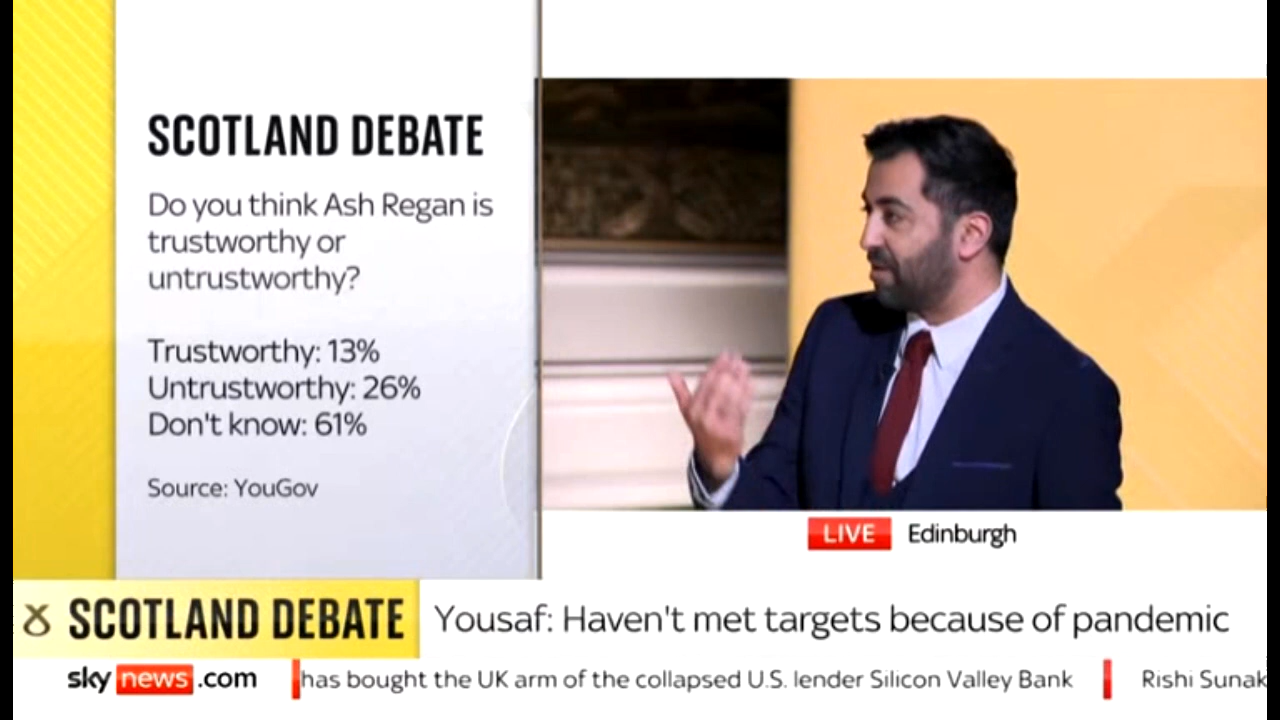 SCOTLAND DEBATE
Do you think Ash Regan is
trustworthy or
untrustworthy?
Trustworthy: 13%
Untrustworthy: 26%
Don't know: 61%
Source: YouGov
LIVE Edinburgh
SCOTLAND DEBATE Yousaf: Haven't met targets because of pandemic
sky news.com has bought the UK arm of the collapsed U.S. lender Silicon Valley Bank Rishi Sunak